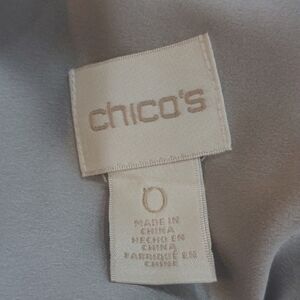 chico's
0
MADE IN
CHINA
HECHO EN
CHINA
FABRIQUÉ EN
CHINE